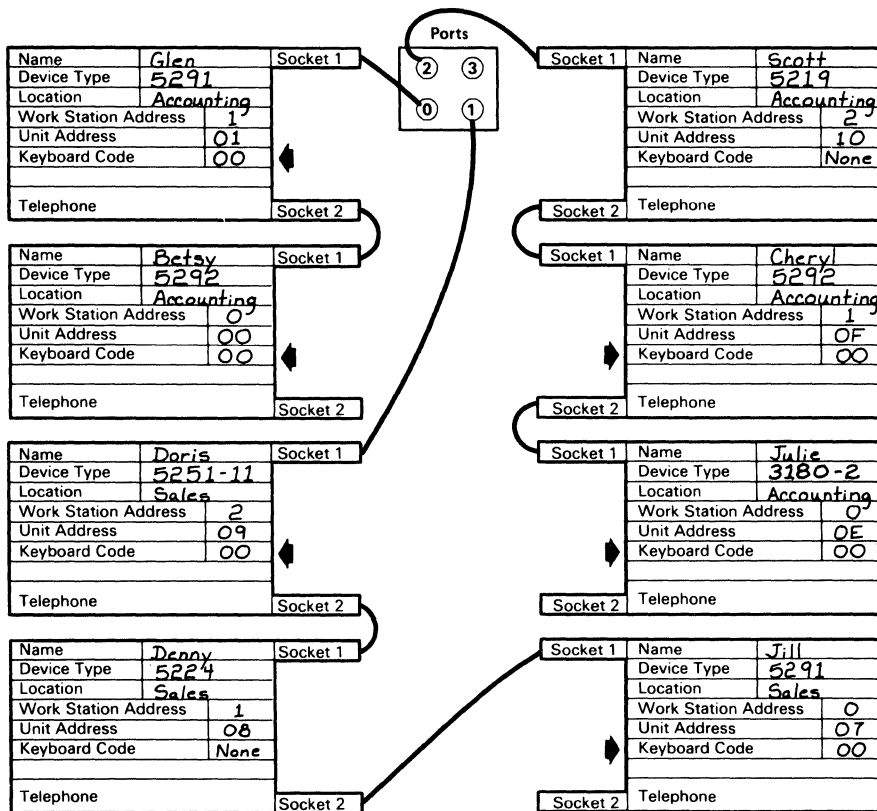 Ports
2 3
0 1
Name Glen Socket 1
Device Type 5291
Location Accounting
Work Station Address 1
Unit Address 01
Keyboard Code 00
Telephone Socket 2
Name Betsy Socket 1
Device Type 5292
Location Accounting
Work Station Address 0
Unit Address 00
Keyboard Code 00
Telephone Socket 2
Name Doris Socket 1
Device Type 5251-11
Location Sales
Work Station Address 2
Unit Address 09
Keyboard Code 00
Telephone Socket 2
Name Denny Socket 1
Device Type 5224
Location Sales
Work Station Address 1
Unit Address 08
Keyboard Code None
Telephone Socket 2
Socket 1 Name Scott
Device Type 5219
Location Accounting
Work Station Address 2
Unit Address 10
Keyboard Code None
Socket 2 Telephone
Socket 1 Name Cheryl
Device Type 5292
Location Accounting
Work Station Address 1
Unit Address 0F
Keyboard Code 00
Socket 2 Telephone
Socket 1 Name Julie
Device Type 3180-2
Location Accounting
Work Station Address 0
Unit Address 0E
Keyboard Code 00
Socket 2 Telephone
Socket 1 Name Jill
Device Type 5291
Location Sales
Work Station Address 0
Unit Address 07
Keyboard Code 00
Socket 2 Telephone